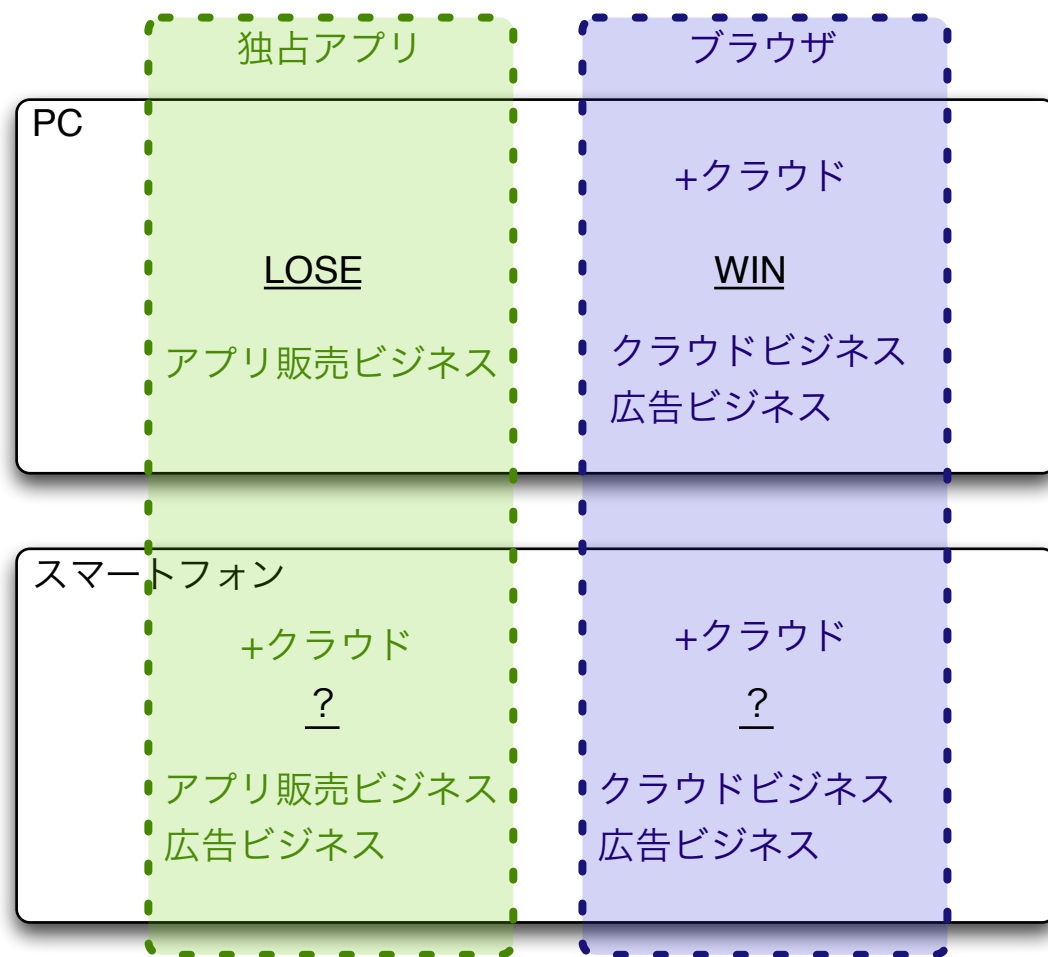 独占アプリ
ブラウザ
PC
+クラウド
LOSE
WIN
アプリ販売ビジネス
クラウドビジネス
広告ビジネス
スマートフォン
+クラウド
+クラウド
?
?
アプリ販売ビジネス
広告ビジネス
クラウドビジネス
広告ビジネス